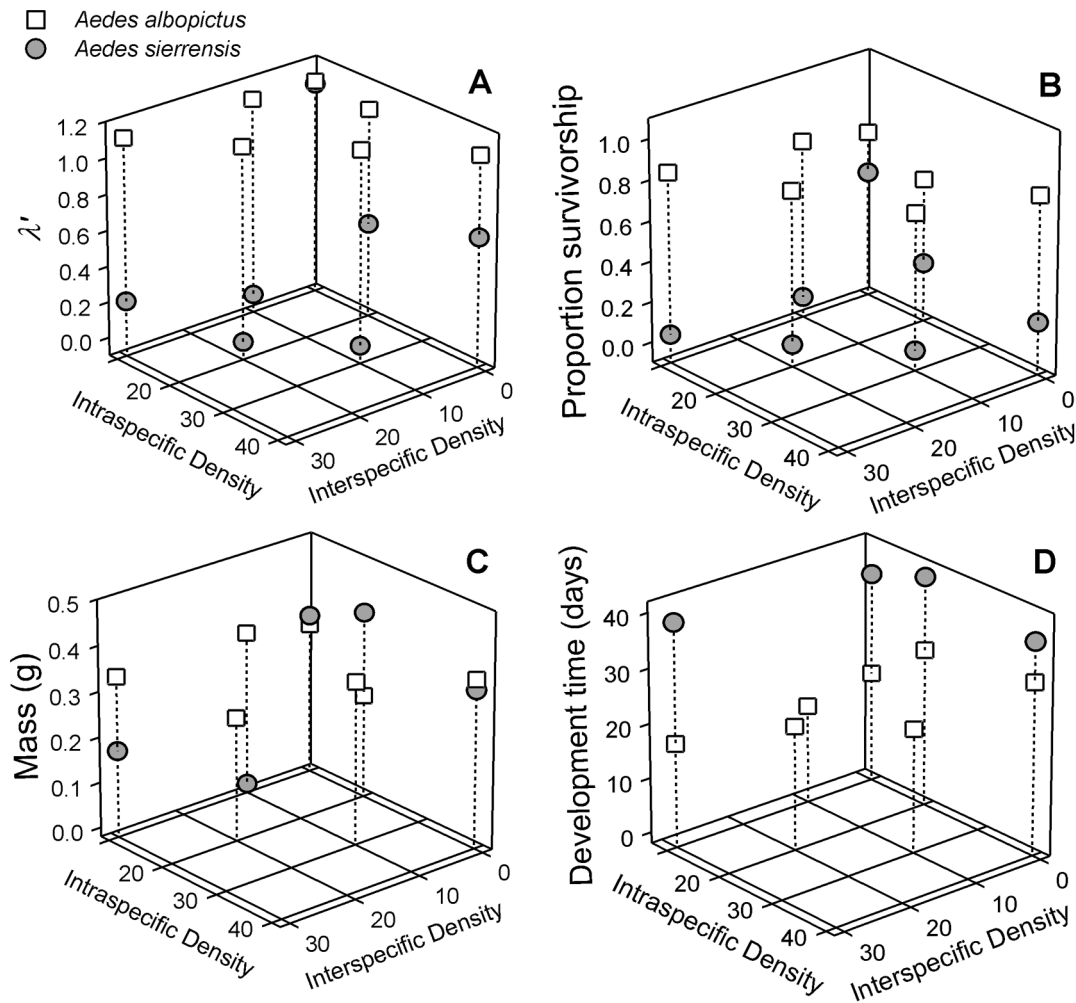 Aedes albopictus
Aedes sierrensis
A
λ'
1.2
1.0
0.8
0.6
0.4
0.2
0.0
20
30
40
Intraspecific Density
30
20
10
0
Interspecific Density
B
Proportion survivorship
1.0
0.8
0.6
0.4
0.2
0.0
20
30
40
Intraspecific Density
30
20
10
0
Interspecific Density
C
Mass (g)
0.5
0.4
0.3
0.2
0.1
0.0
20
30
40
Intraspecific Density
30
20
10
0
Interspecific Density
D
Development time (days)
40
30
20
10
0
20
30
40
Intraspecific Density
30
20
10
0
Interspecific Density